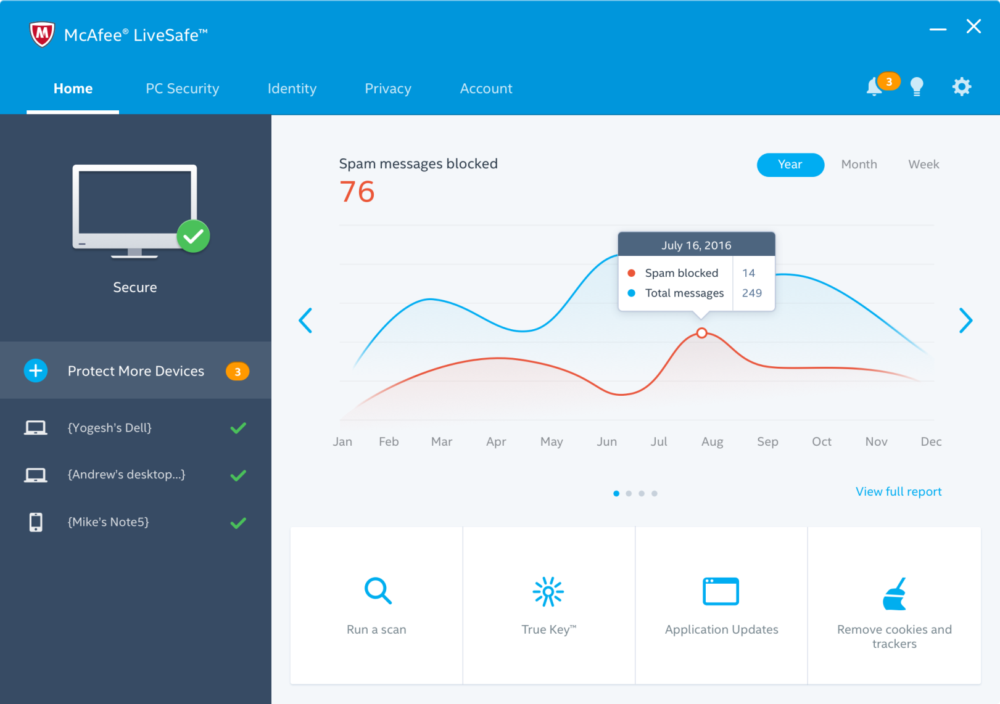 McAfee® LiveSafe™
Home PC Security Identity Privacy Account 3
Secure
Protect More Devices 3
{Yogesh's Dell}
{Andrew's desktop...}
{Mike's Note5}
Spam messages blocked
76
Year Month Week
July 16, 2016
Spam blocked 14
Total messages 249
Jan Feb Mar Apr May Jun Jul Aug Sep Oct Nov Dec
View full report
Run a scan
True Key™
Application Updates
Remove cookies and
trackers